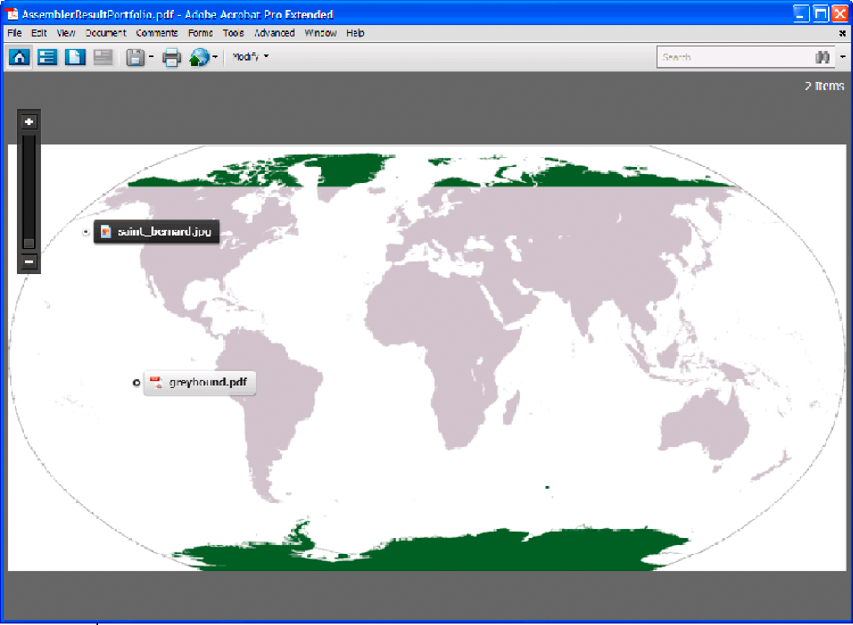 AssemblerResultPortfolio.pdf - Adobe Acrobat Pro Extended
File Edit View Document Comments Forms Tools Advanced Window Help
Modify
Search
2 Items
saint_bernard.jpg
greyhound.pdf